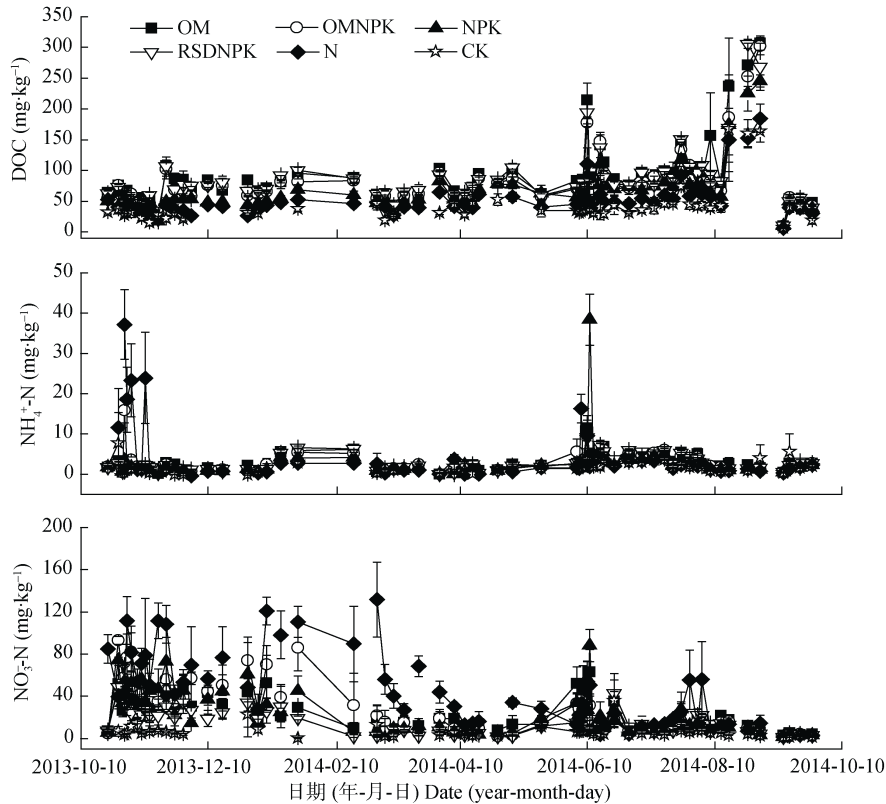 350
300
250
200
150
100
50
0
DOC (mg·kg⁻¹)
OM
OMNPK
NPK
RSDNPK
N
CK
50
40
30
20
10
0
NH₄⁺-N (mg·kg⁻¹)
200
160
120
80
40
0
NO₃⁻-N (mg·kg⁻¹)
2013-10-10 2013-12-10 2014-02-10 2014-04-10 2014-06-10 2014-08-10 2014-10-10
日期 (年-月-日) Date (year-month-day)